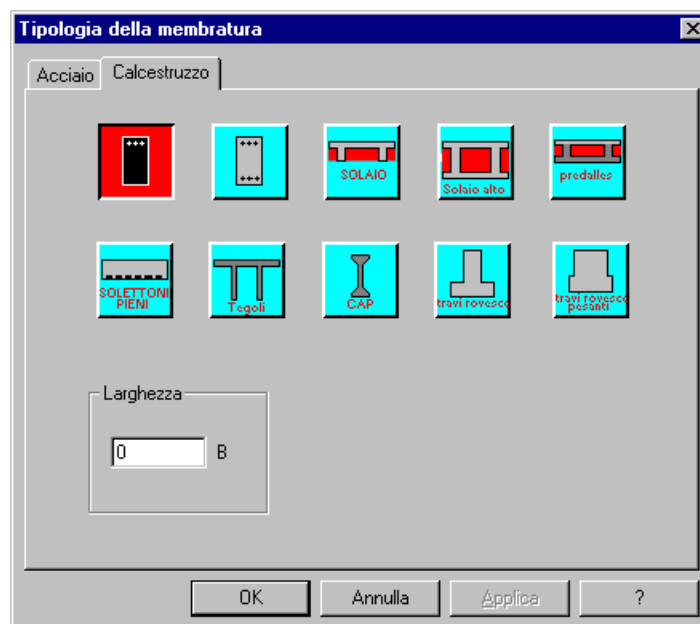 Tipologia della membratura
Acciaio
Calcestruzzo
SOLAIO
Solaio alto
predalles
SOLETTONI
PIENI
Tegoli
CAP
travi rovesce
travi rovesce
pesanti
Larghezza
0
B
OK
Annulla
Applica
?